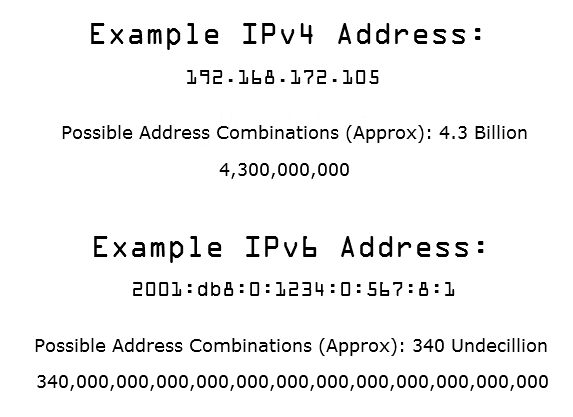 Example IPv4 Address:
192.168.172.105
Possible Address Combinations (Approx): 4.3 Billion
4,300,000,000
Example IPv6 Address:
2001:db8:0:1234:0:567:8:1
Possible Address Combinations (Approx): 340 Undecillion
340,000,000,000,000,000,000,000,000,000,000,000,000